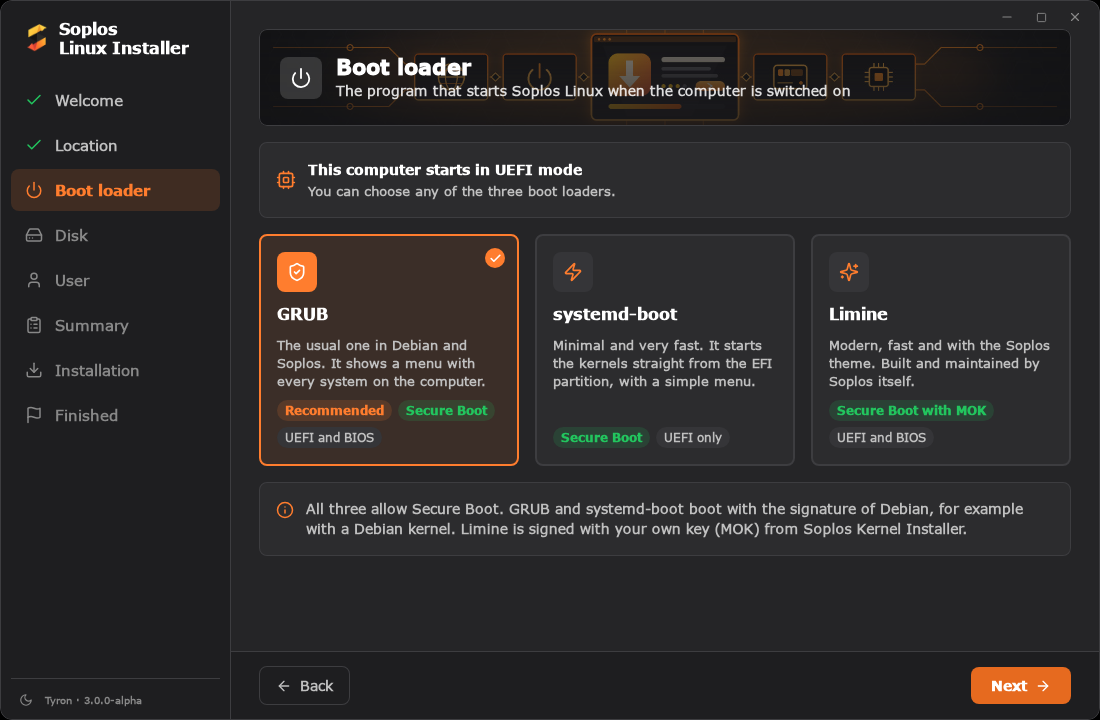 Soplos
Linux Installer
Welcome
Location
Boot loader
Disk
User
Summary
Installation
Finished
Tyron · 3.0.0-alpha
Boot loader
The program that starts Soplos Linux when the computer is switched on
This computer starts in UEFI mode
You can choose any of the three boot loaders.
GRUB
The usual one in Debian and
Soplos. It shows a menu with
every system on the computer.
Recommended Secure Boot
UEFI and BIOS
systemd-boot
Minimal and very fast. It starts
the kernels straight from the EFI
partition, with a simple menu.
Secure Boot UEFI only
Limine
Modern, fast and with the Soplos
theme. Built and maintained by
Soplos itself.
Secure Boot with MOK
UEFI and BIOS
All three allow Secure Boot. GRUB and systemd-boot boot with the signature of Debian, for example
with a Debian kernel. Limine is signed with your own key (MOK) from Soplos Kernel Installer.
Back
Next